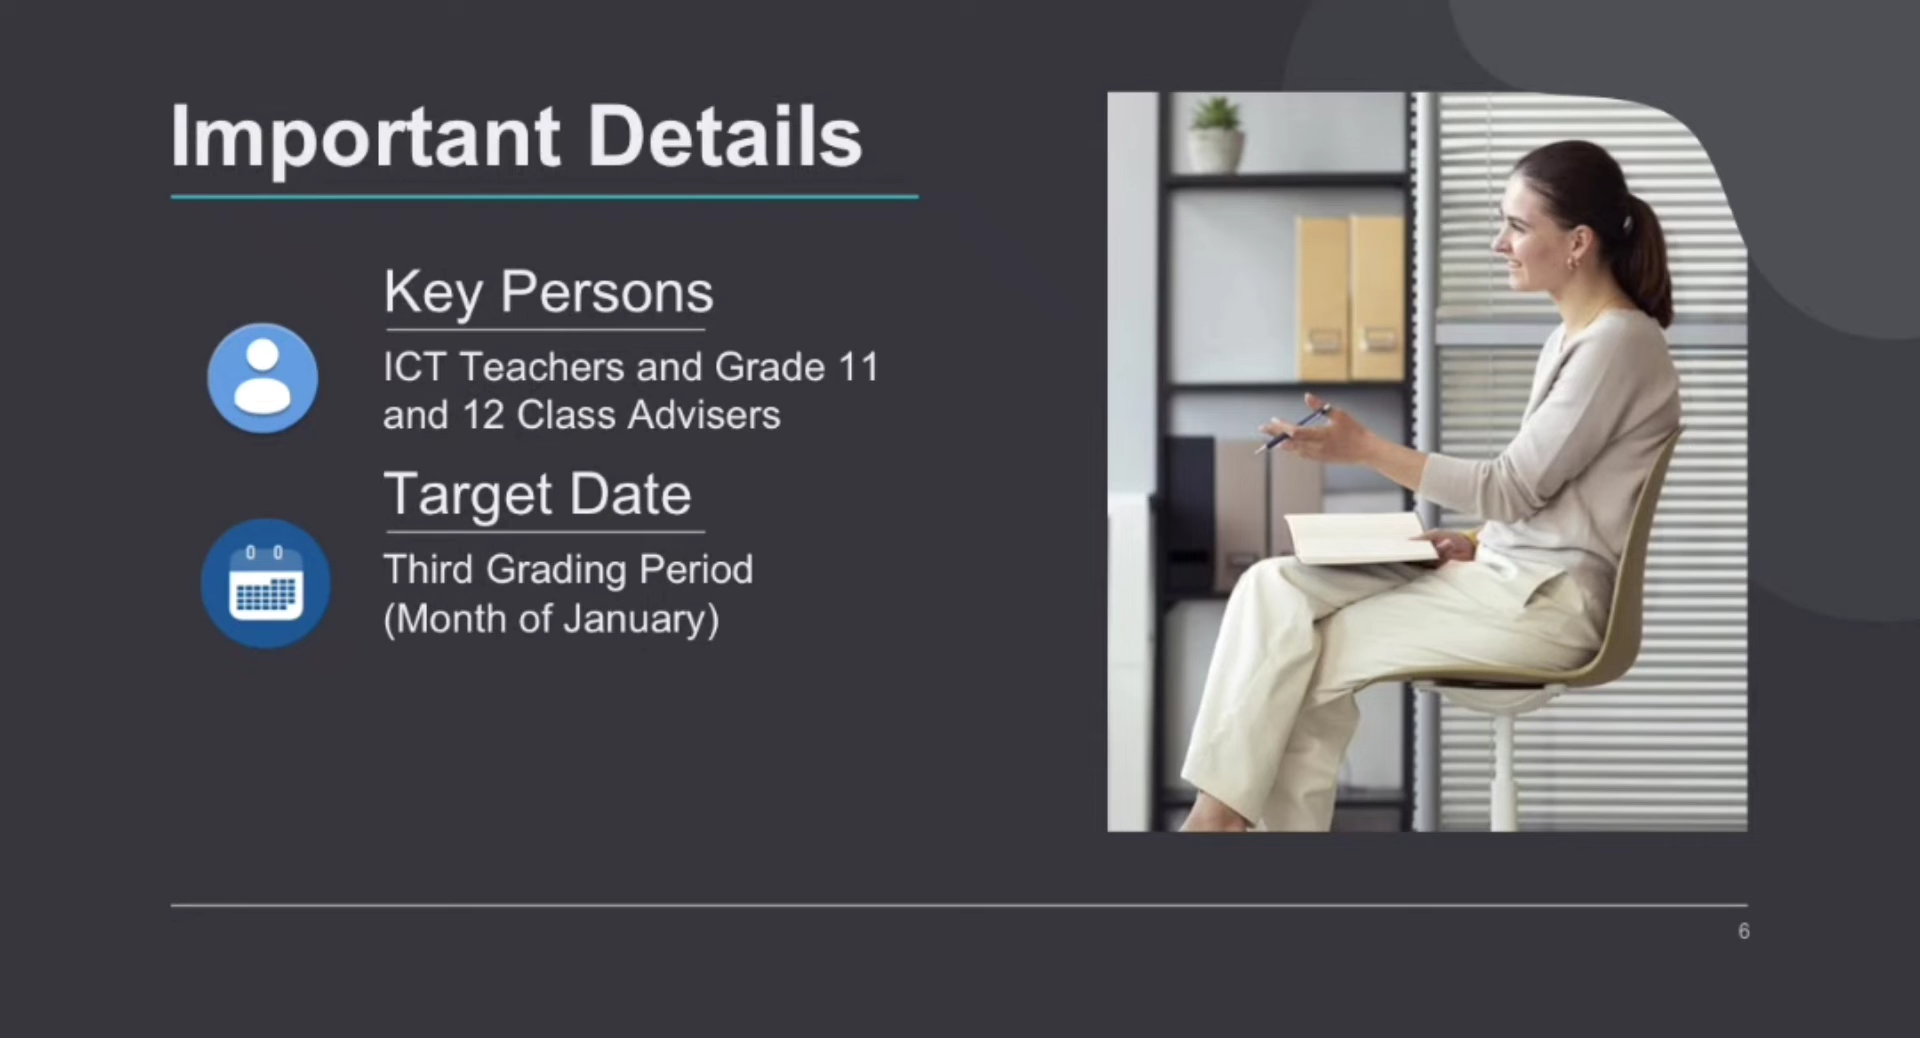 Important Details
Key Persons
ICT Teachers and Grade 11
and 12 Class Advisers
Target Date
Third Grading Period
(Month of January)
6